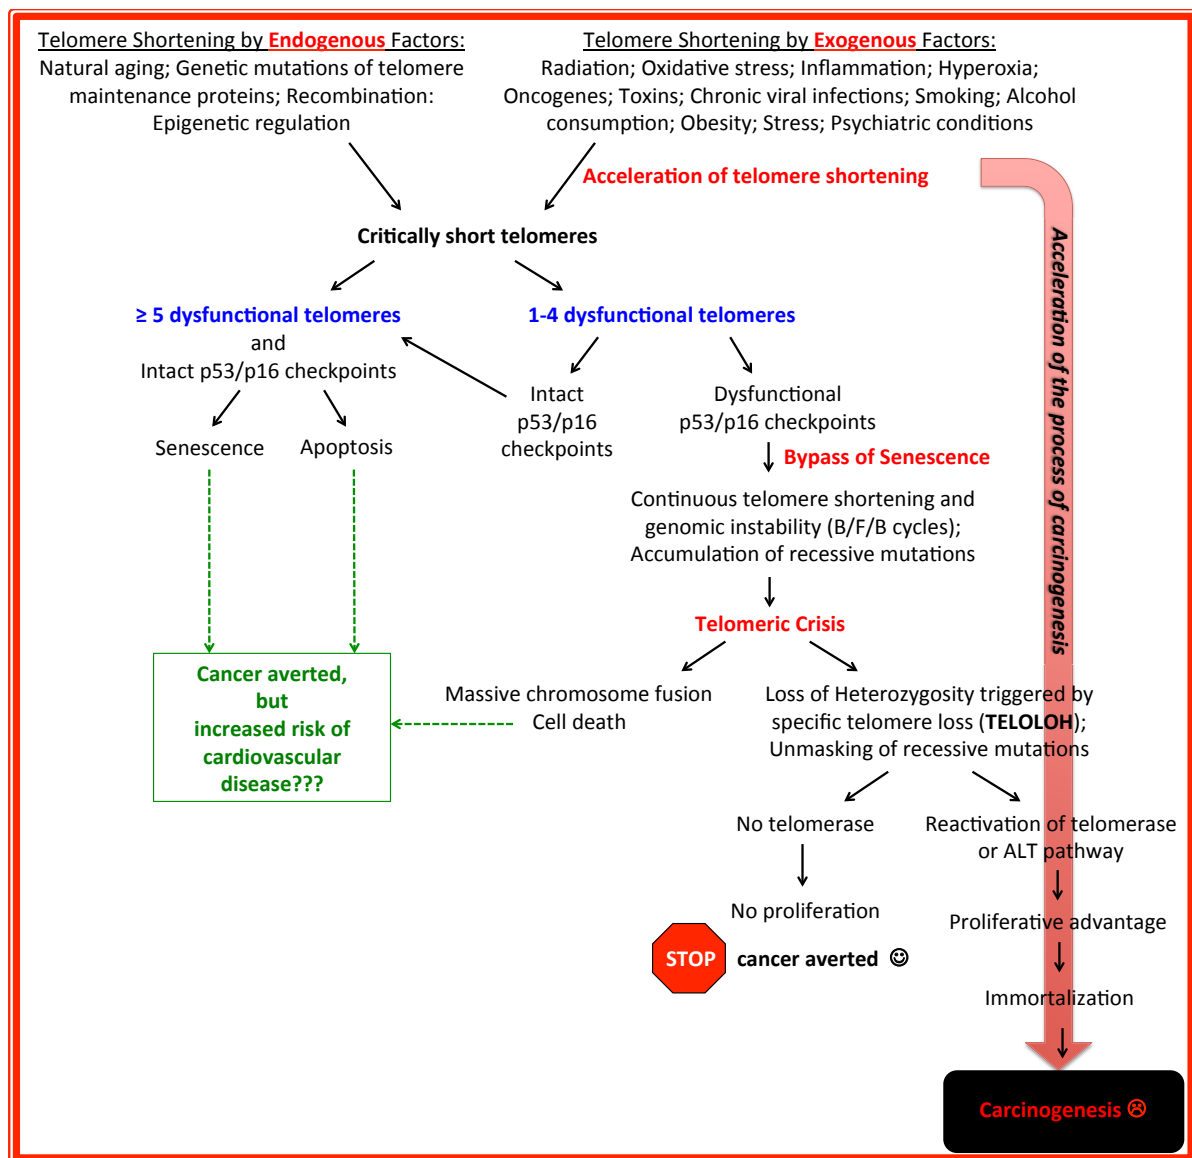 Telomere Shortening by Endogenous Factors:
Natural aging; Genetic mutations of telomere
maintenance proteins; Recombination:
Epigenetic regulation
Telomere Shortening by Exogenous Factors:
Radiation; Oxidative stress; Inflammation; Hyperoxia;
Oncogenes; Toxins; Chronic viral infections; Smoking; Alcohol
consumption; Obesity; Stress; Psychiatric conditions
Acceleration of telomere shortening
Acceleration of the process of carcinogenesis
Critically short telomeres
≥ 5 dysfunctional telomeres
and
Intact p53/p16 checkpoints
1-4 dysfunctional telomeres
Intact
p53/p16
checkpoints
Dysfunctional
p53/p16 checkpoints
Senescence
Apoptosis
Bypass of Senescence
Continuous telomere shortening and
genomic instability (B/F/B cycles);
Accumulation of recessive mutations
Telomeric Crisis
Cancer averted,
but
increased risk of
cardiovascular
disease???
Massive chromosome fusion
Cell death
Loss of Heterozygosity triggered by
specific telomere loss (TELOLOH);
Unmasking of recessive mutations
No telomerase
Reactivation of telomerase
or ALT pathway
No proliferation
Proliferative advantage
STOP
cancer averted ☺
Immortalization
Carcinogenesis ☹